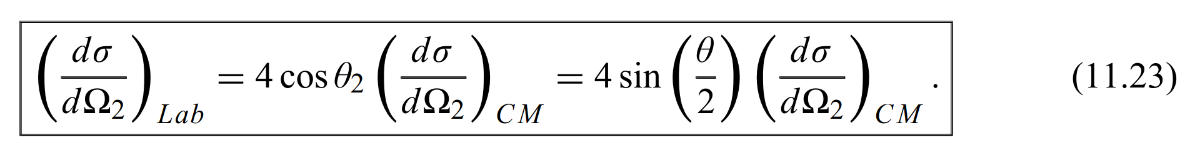 (dσ/dΩ₂)_Lab = 4 cos θ₂ (dσ/dΩ₂)_CM = 4 sin (θ/2) (dσ/dΩ₂)_CM . (11.23)